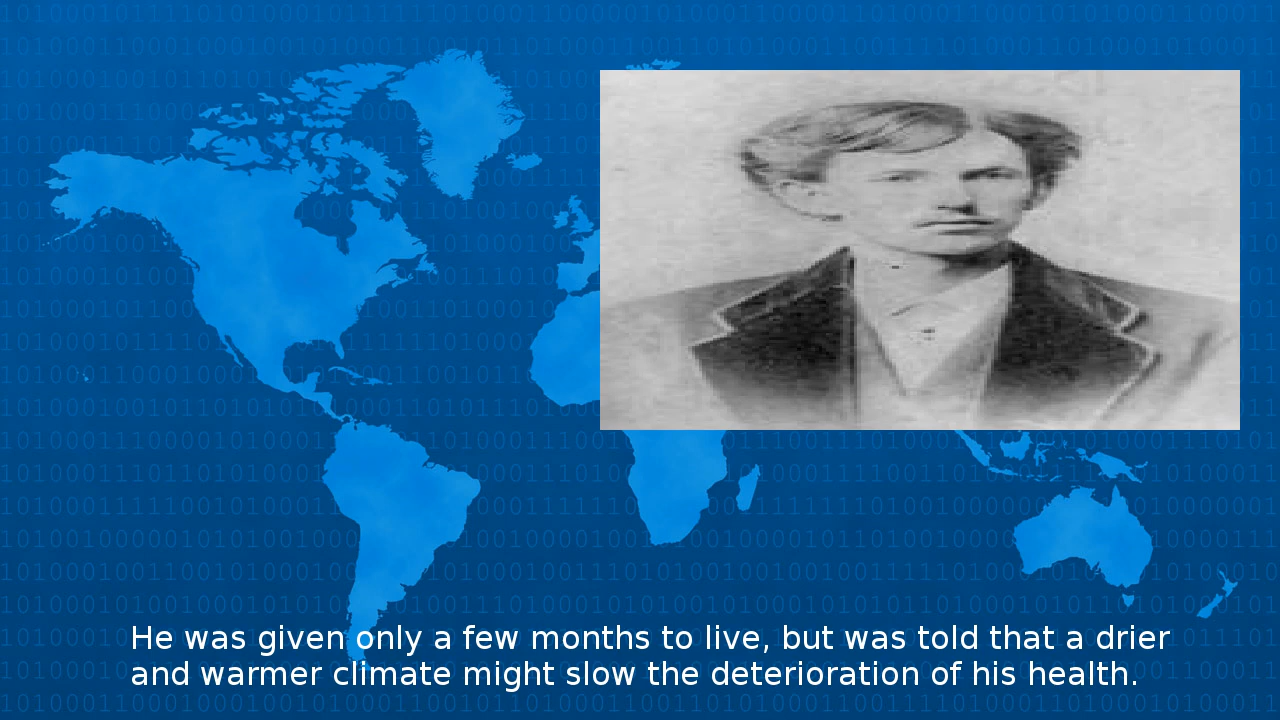 He was given only a few months to live, but was told that a drier
and warmer climate might slow the deterioration of his health.